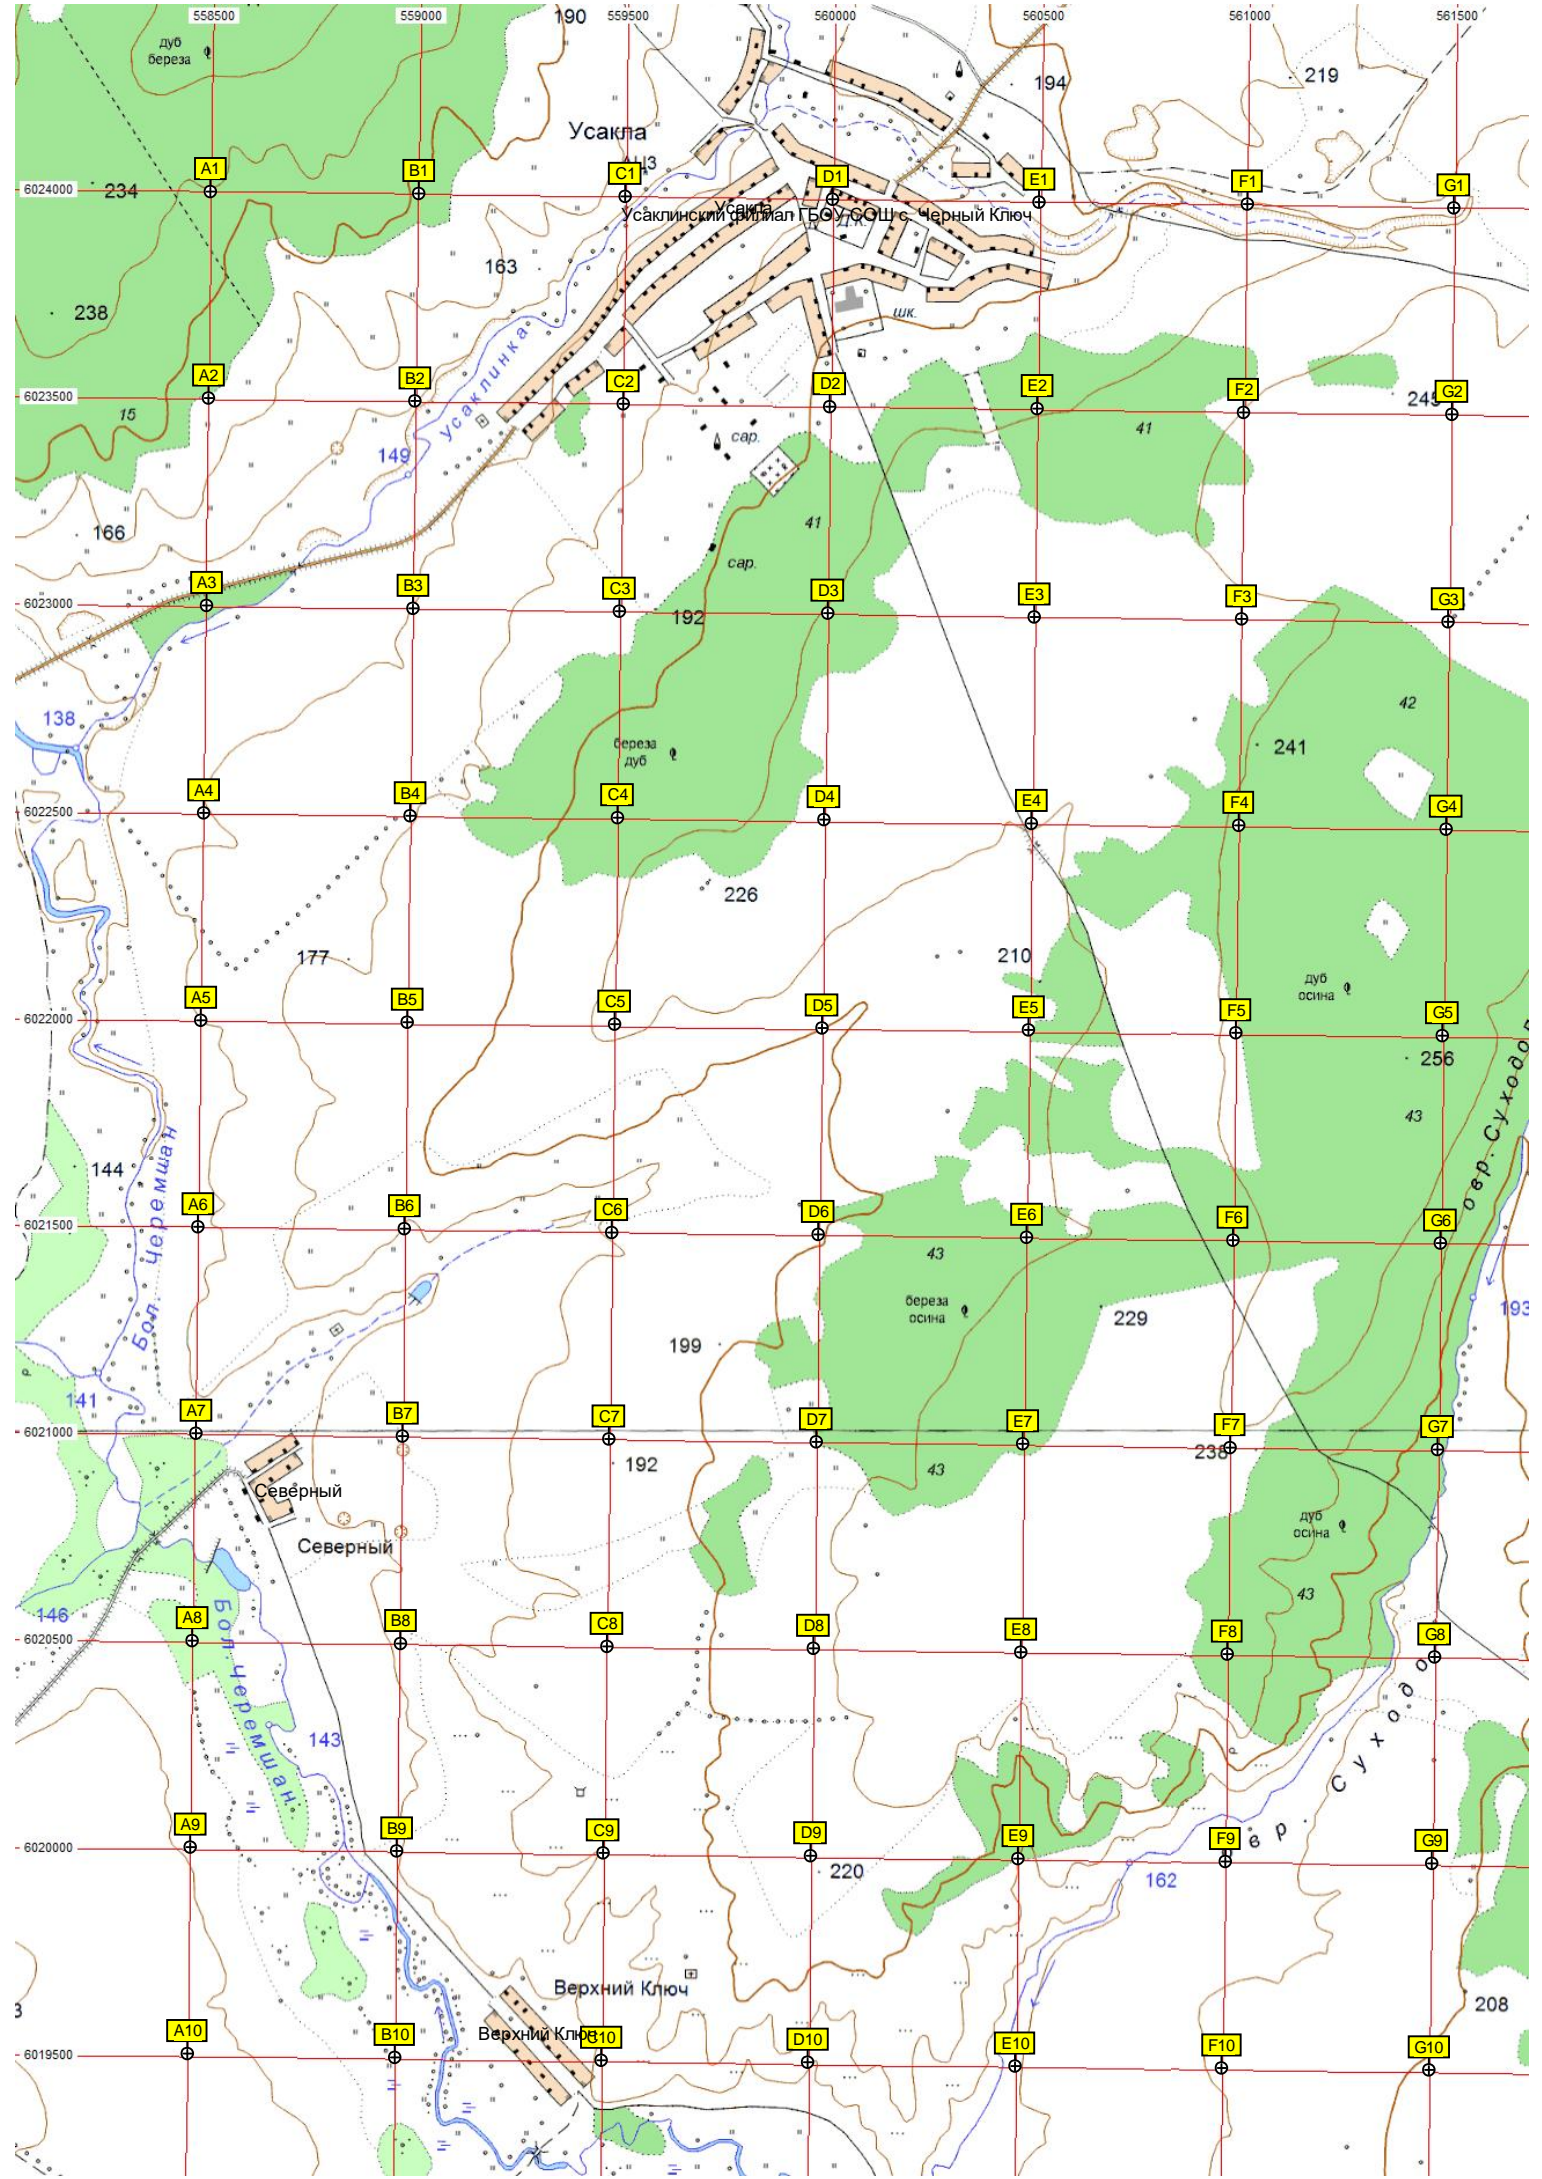 558500 559000 559500 560000 560500 561000 561500
190
дуб
береза
219
194
Усакла
A1 B1 C1 D1 E1 F1 G1
6024000
234
Усакла
Усаклинский филиал ГБОУ СОШ с. Черный Ключ
163
238
шк.
Усаклинка
A2 B2 C2 D2 E2 F2 G2
6023500
15
41
сар.
149
41
166
сар.
A3 B3 C3 D3 E3 F3 G3
6023000
192
42
138
береза
дуб
241
A4 B4 C4 D4 E4 F4 G4
6022500
226
177
210
дуб
осина
A5 B5 C5 D5 E5 F5 G5
6022000
256
43
овр. Суходол
Бол. Черемшан
144
A6 B6 C6 D6 E6 F6 G6
6021500
43
береза
осина
193
229
199
141
A7 B7 C7 D7 E7 F7 G7
6021000
238
192
43
Северный
дуб
осина
Северный
43
146
A8 B8 C8 D8 E8 F8 G8
6020500
Бол. Черемшан
143
овр. Суходол
A9 B9 C9 D9 E9 F9 G9
6020000
220
162
Верхний Ключ
208
3
Верхний Ключ
A10 B10 C10 D10 E10 F10 G10
6019500